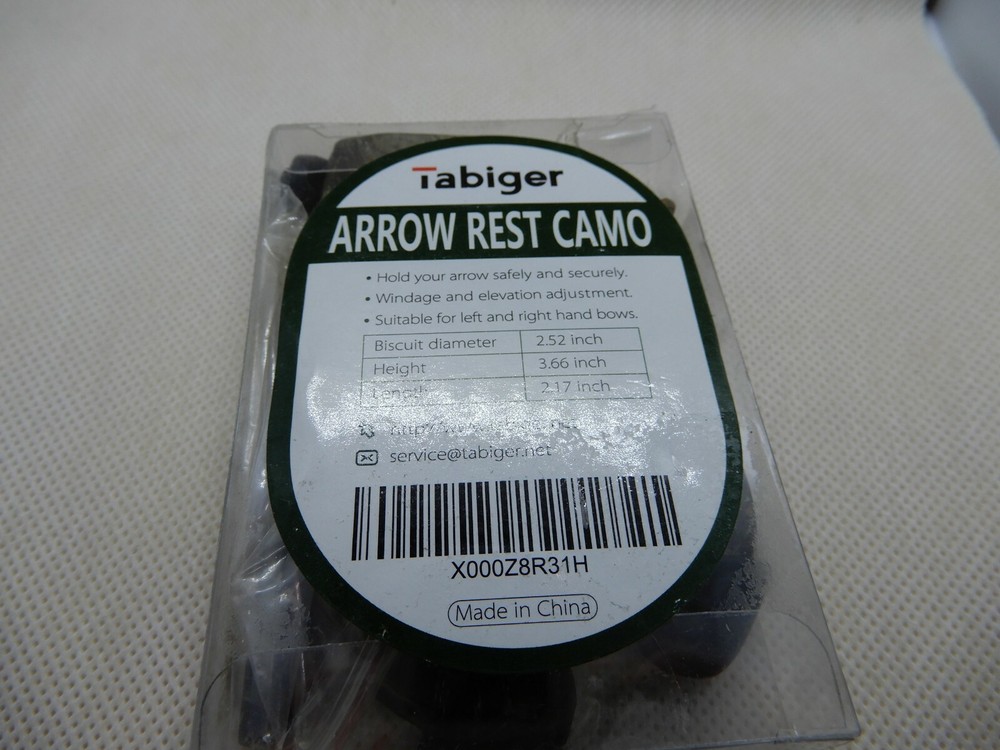 Tabiger
ARROW REST CAMO
• Hold your arrow safely and securely.
• Windage and elevation adjustment.
• Suitable for left and right hand bows.
Biscuit diameter 2.52 inch
Height 3.66 inch
Length 2.17 inch
service@tabiger.net
X000Z8R31H
Made in China